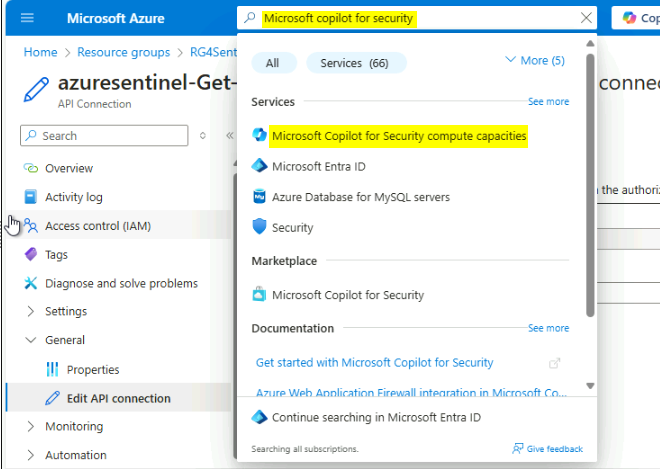 Microsoft Azure
Microsoft copilot for security
Cop
Home > Resource groups > RG4Sent
azuresentinel-Get-
connec
API Connection
Search
Overview
Activity log
Access control (IAM)
Tags
Diagnose and solve problems
Settings
General
Properties
Edit API connection
Monitoring
Automation
All
Services (66)
More (5)
Services
See more
Microsoft Copilot for Security compute capacities
Microsoft Entra ID
Azure Database for MySQL servers
Security
Marketplace
Microsoft Copilot for Security
Documentation
See more
Get started with Microsoft Copilot for Security
Azure Web Application Firewall integration in Microsoft Co...
Continue searching in Microsoft Entra ID
Searching all subscriptions.
Give feedback
the authoriz